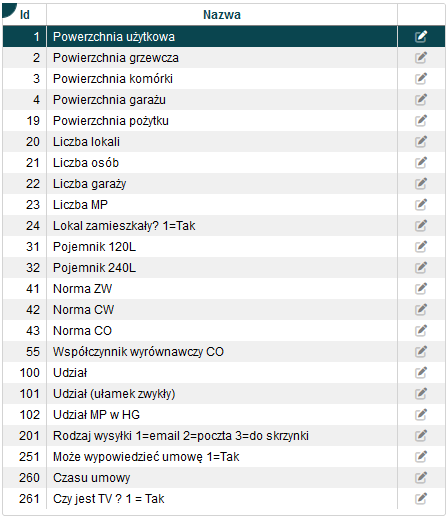 Id Nazwa
1 Powerzchnia użytkowa
2 Powierzchnia grzewcza
3 Powierzchnia komórki
4 Powierzchnia garażu
19 Powierzchnia pożytku
20 Liczba lokali
21 Liczba osób
22 Liczba garaży
23 Liczba MP
24 Lokal zamieszkały? 1=Tak
31 Pojemnik 120L
32 Pojemnik 240L
41 Norma ZW
42 Norma CW
43 Norma CO
55 Współczynnik wyrównawczy CO
100 Udział
101 Udział (ułamek zwykły)
102 Udział MP w HG
201 Rodzaj wysyłki 1=email 2=poczta 3=do skrzynki
251 Może wypowiedzieć umowę 1=Tak
260 Czasu umowy
261 Czy jest TV ? 1 = Tak